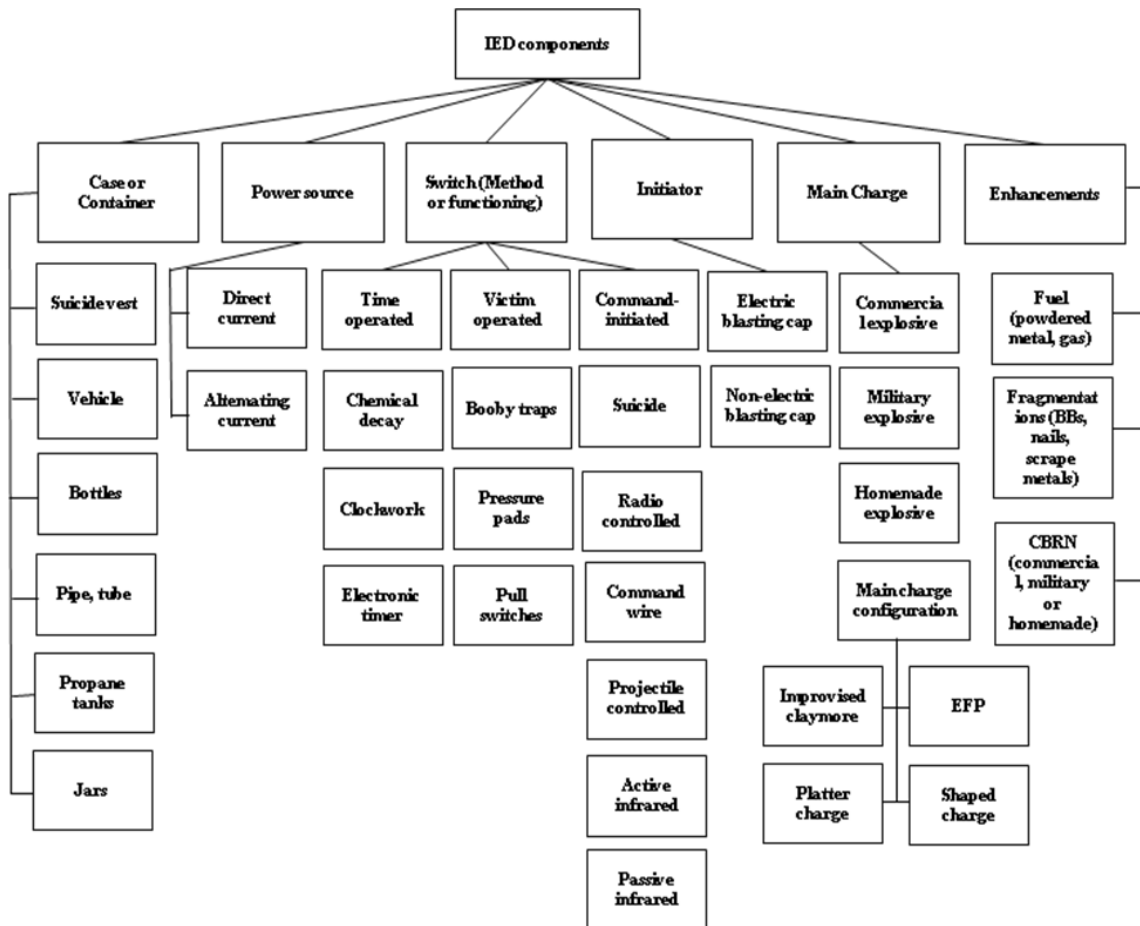 IED components
Case or
Container
Power source
Switch (Method
or functioning)
Initiator
Main Charge
Enhancements
Suicide vest
Direct
current
Time
operated
Victim
operated
Command-
initiated
Electric
blasting cap
Commercia
l explosive
Fuel
(powdered
metal, gas)
Vehicle
Alternating
current
Chemical
decay
Booby traps
Suicide
Non-electric
blasting cap
Military
explosive
Fragmentat
ions (BBs,
nails,
scrape
metals)
Bottles
Clockwork
Pressure
pads
Radio
controlled
Homemade
explosive
CBRN
(commercia
l, military
or
homemade)
Pipe, tube
Electronic
timer
Pull
switches
Command
wire
Main charge
configuration
Propane
tanks
Projectile
controlled
Improvised
claymore
EFP
Jars
Active
infrared
Platter
charge
Shaped
charge
Passive
infrared